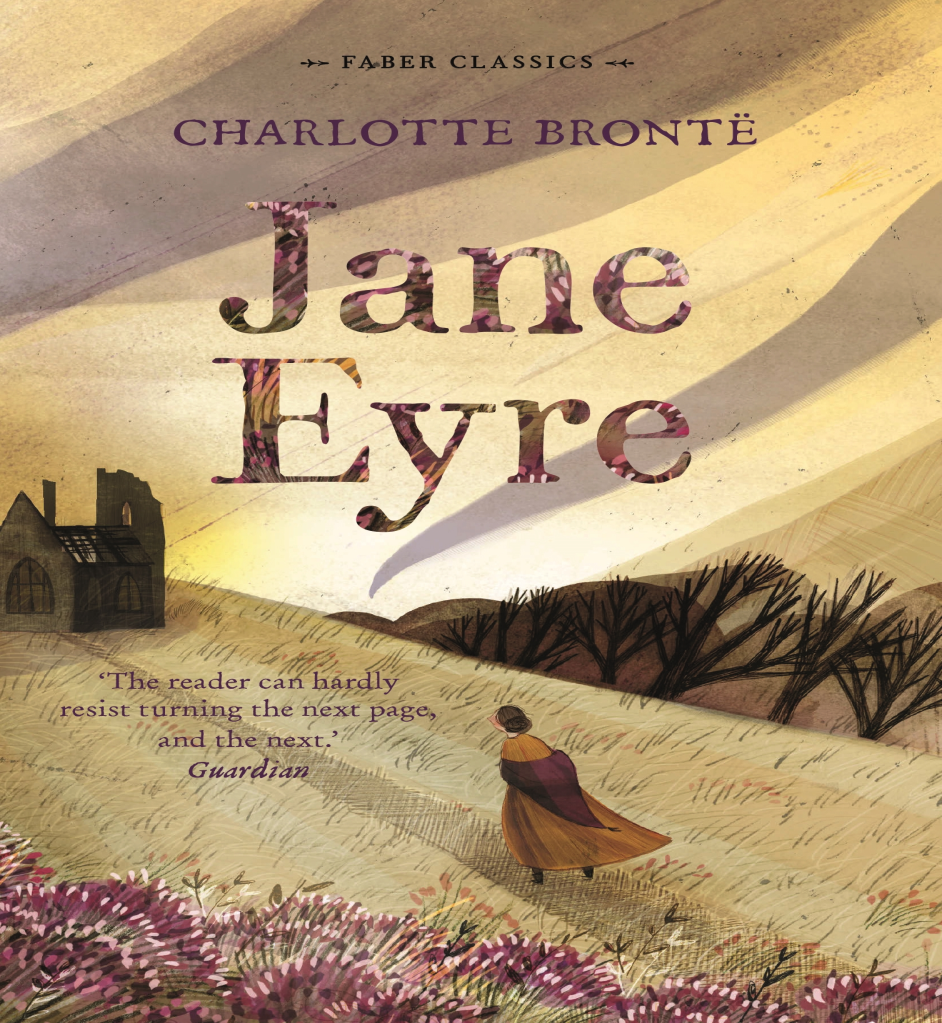 FABER CLASSICS
CHARLOTTE BRONTË
Jane
Eyre
‘The reader can hardly
resist turning the next page,
and the next.’
Guardian